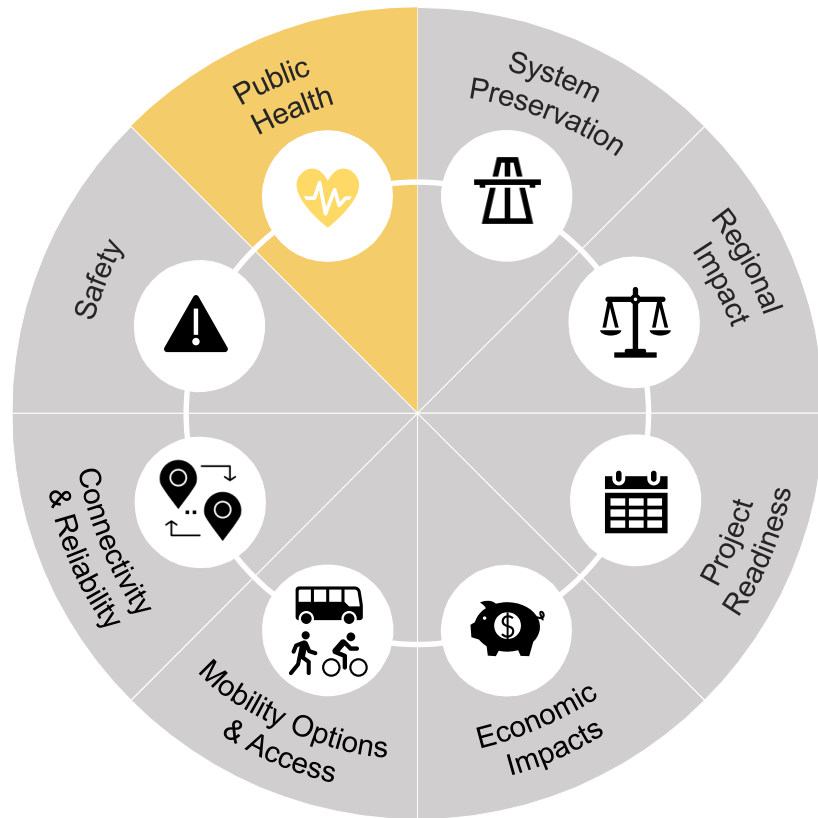 Public
Health
System
Preservation
Regional
Impact
Project
Readiness
Economic
Impacts
$
Mobility Options
& Access
Connectivity
& Reliability
Safety